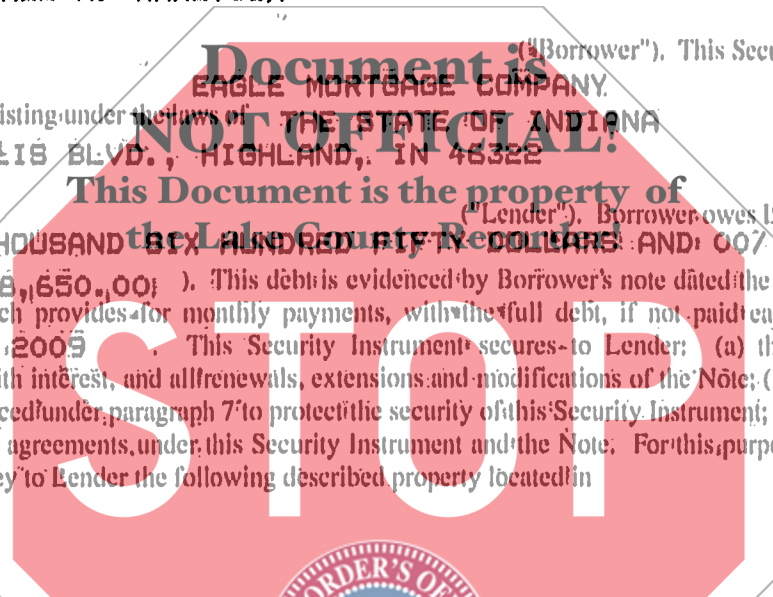 ("Borrower"). This Secu
Document is
EAGLE MORTGAGE COMPANY.
isting under the laws of THE STATE OF INDIANA
NOT OFFICIAL!
LIS BLVD., HIGHLAND, IN 46322
This Document is the property of
("Lender"). Borrower owes
the Lake County Recorder!
HOUSAND SIX HUNDRED FIFTY DOLLARS AND 00/
8,650.00 ). This debt is evidenced by Borrower's note dated the
ch provides for monthly payments, with the full debt, if not paid ea
2009 . This Security Instrument secures to Lender: (a) th
ith interest, and all renewals, extensions and modifications of the Note; (
ced under paragraph 7 to protect the security of this Security Instrument;
agreements under this Security Instrument and the Note. For this purpo
ey to Lender the following described property located in
STOP
ORDER'S OF